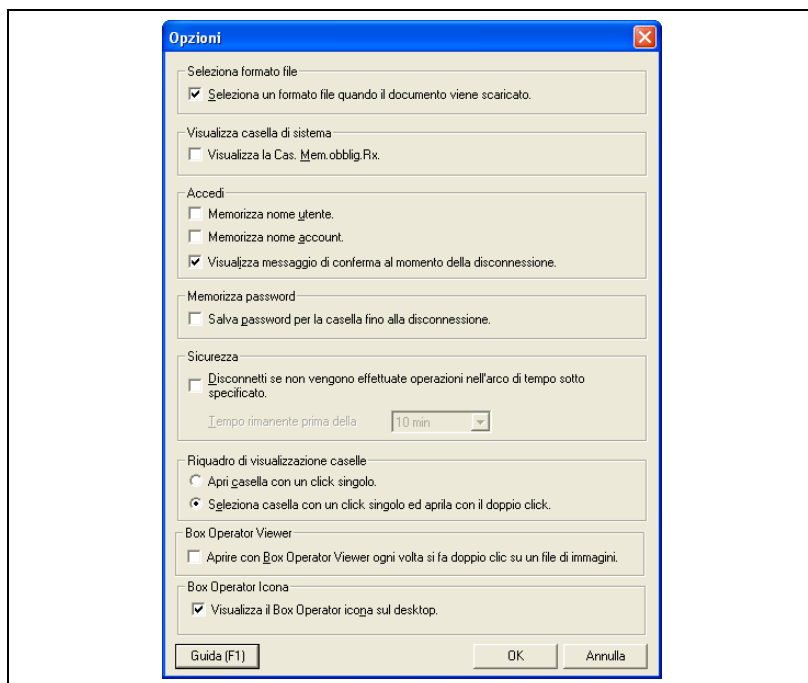 Opzioni
Seleziona formato file
Seleziona un formato file quando il documento viene scaricato.
Visualizza casella di sistema
Visualizza la Cas. Mem.obblig.Rx.
Accedi
Memorizza nome utente.
Memorizza nome account.
Visualizza messaggio di conferma al momento della disconnessione.
Memorizza password
Salva password per la casella fino alla disconnessione.
Sicurezza
Disconnetti se non vengono effettuate operazioni nell'arco di tempo sotto
specificato.
Tempo rimanente prima della 10 min
Riquadro di visualizzazione caselle
Apri casella con un click singolo.
Seleziona casella con un click singolo ed aprila con il doppio click.
Box Operator Viewer
Aprire con Box Operator Viewer ogni volta si fa doppio clic su un file di immagini.
Box Operator Icona
Visualizza il Box Operator icona sul desktop.
Guida (F1) OK Annulla